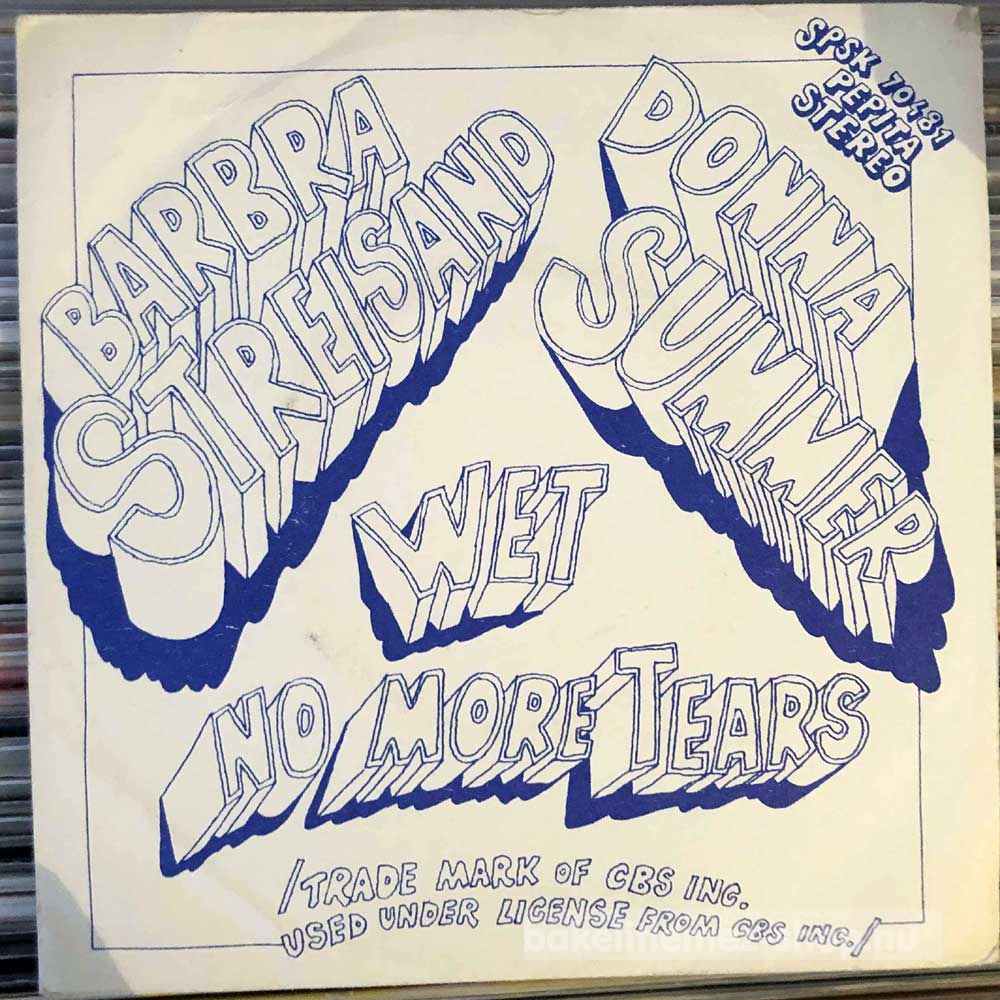 SPSK 70481
PEPITA
STEREO
BARBRA
STREISAND
DONNA
SUMMER
WET
NO MORE TEARS
/TRADE MARK OF CBS INC.
USED UNDER LICENSE FROM CBS INC./